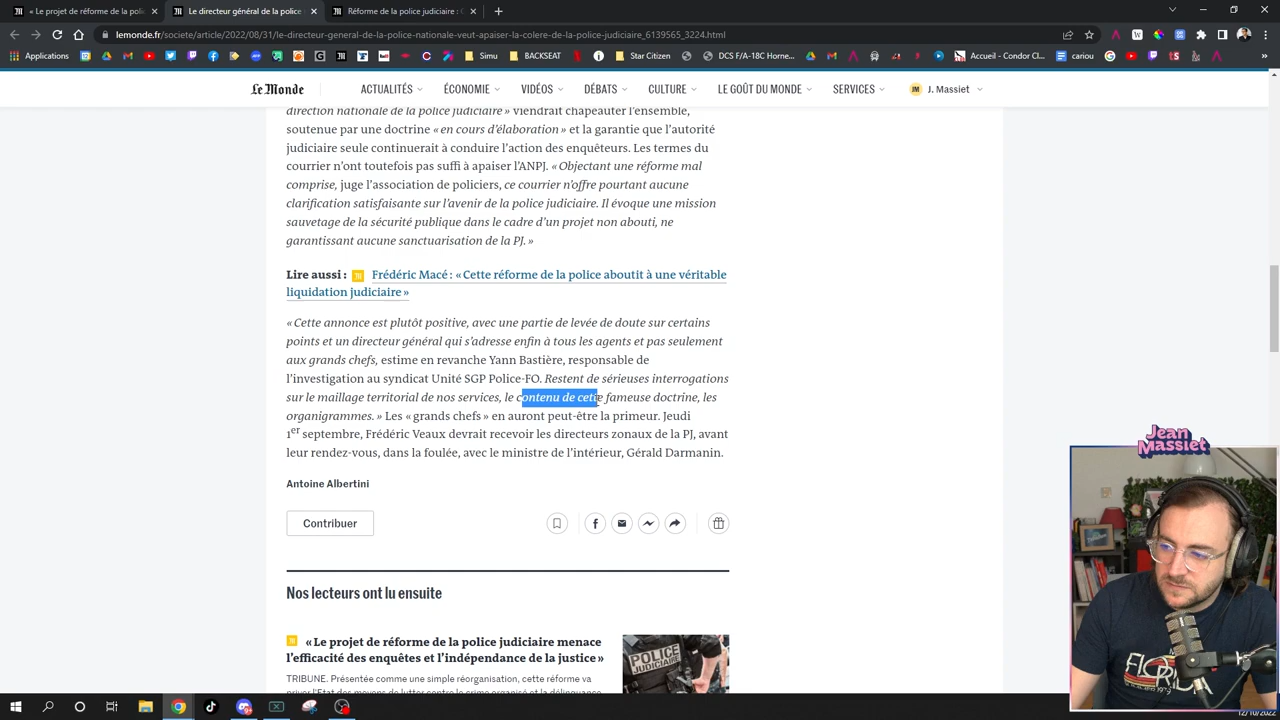 « Le projet de réforme de la polic
Le directeur général de la police
Réforme de la police judiciaire : C
lemonde.fr/societe/article/2022/08/31/le-directeur-general-de-la-police-nationale-veut-apaiser-la-colere-de-la-police-judiciaire_6139565_3224.html
Applications
Simu
BACKSEAT
Star Citizen
DCS F/A-18C Horne...
Accueil - Condor Cl...
cariou
Le Monde
ACTUALITÉS
ÉCONOMIE
VIDÉOS
DÉBATS
CULTURE
LE GOÛT DU MONDE
SERVICES
JM
J. Massiet
direction nationale de la police judiciaire » viendrait chapeauter l'ensemble,
soutenue par une doctrine « en cours d'élaboration » et la garantie que l'autorité
judiciaire seule continuerait à conduire l'action des enquêteurs. Les termes du
courrier n'ont toutefois pas suffi à apaiser l'ANPJ. « Objectant une réforme mal
comprise, juge l'association de policiers, ce courrier n'offre pourtant aucune
clarification satisfaisante sur l'avenir de la police judiciaire. Il évoque une mission
sauvetage de la sécurité publique dans le cadre d'un projet non abouti, ne
garantissant aucune sanctuarisation de la PJ. »
Lire aussi : Frédéric Macé : « Cette réforme de la police aboutit à une véritable
liquidation judiciaire »
« Cette annonce est plutôt positive, avec une partie de levée de doute sur certains
points et un directeur général qui s'adresse enfin à tous les agents et pas seulement
aux grands chefs, estime en revanche Yann Bastière, responsable de
l'investigation au syndicat Unité SGP Police-FO. Restent de sérieuses interrogations
sur le maillage territorial de nos services, le contenu de cette fameuse doctrine, les
organigrammes. » Les « grands chefs » en auront peut-être la primeur. Jeudi
1er septembre, Frédéric Veaux devrait recevoir les directeurs zonaux de la PJ, avant
leur rendez-vous, dans la foulée, avec le ministre de l'intérieur, Gérald Darmanin.
Antoine Albertini
Contribuer
Nos lecteurs ont lu ensuite
« Le projet de réforme de la police judiciaire menace
l'efficacité des enquêtes et l'indépendance de la justice »
TRIBUNE. Présentée comme une simple réorganisation, cette réforme va
priver l'Etat des moyens de lutter contre le crime organisé et la délinquance
POLICE
JUDICIAIRE
Jean
Massiet
FLORIDA
12/10/2022